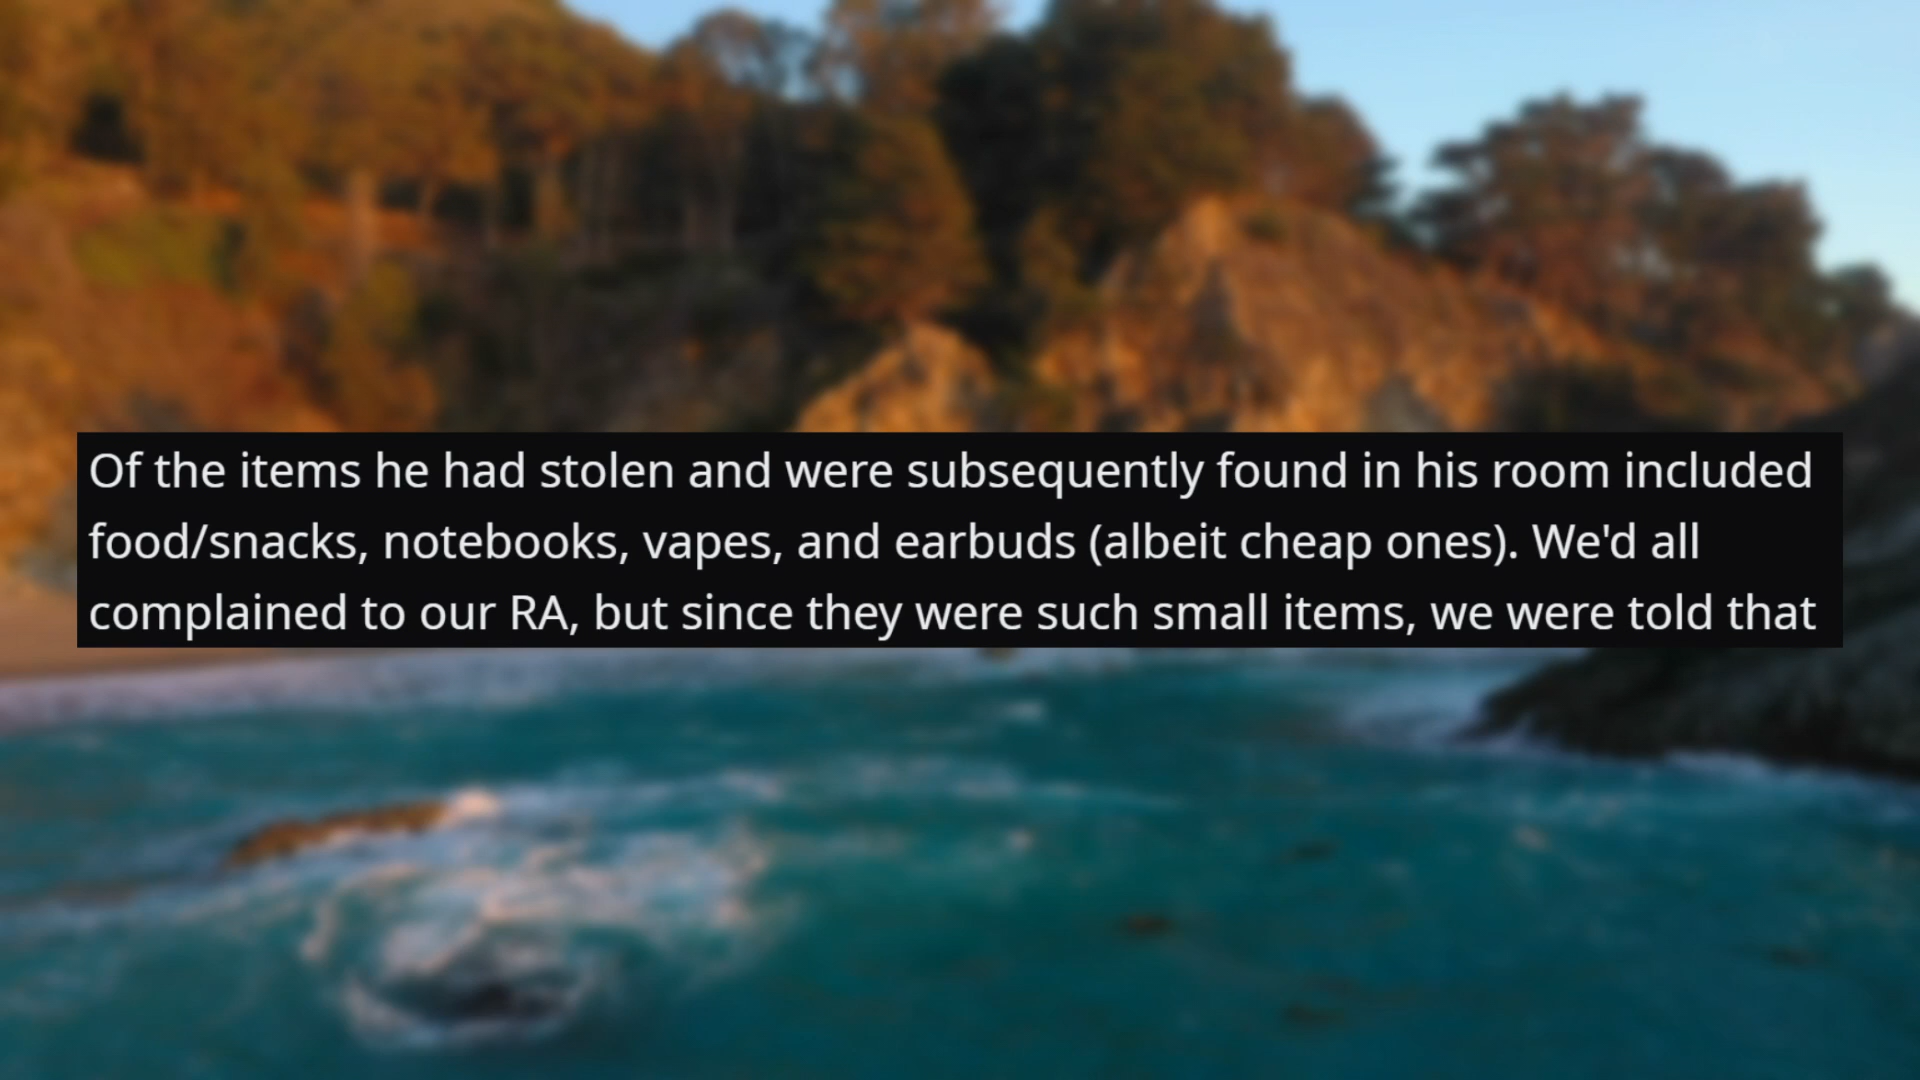 Of the items he had stolen and were subsequently found in his room included
food/snacks, notebooks, vapes, and earbuds (albeit cheap ones). We'd all
complained to our RA, but since they were such small items, we were told that